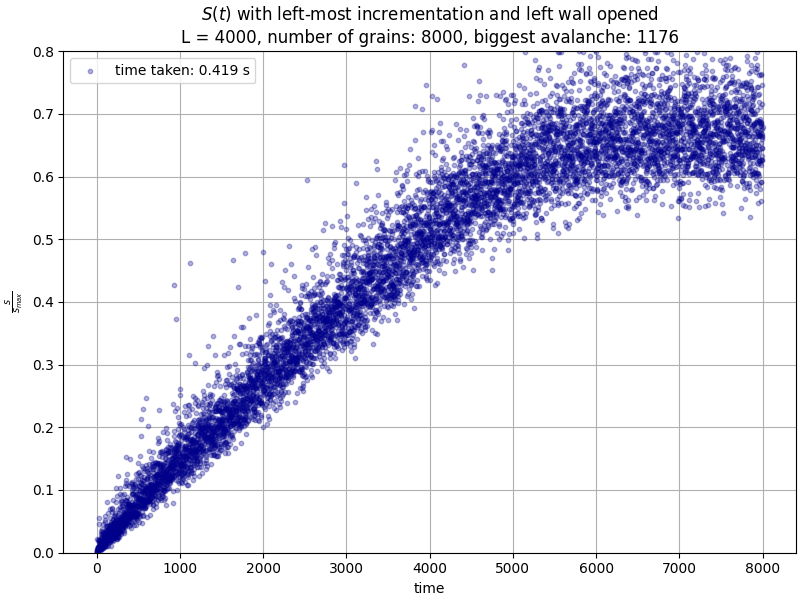 S(t) with left-most incrementation and left wall opened
L = 4000, number of grains: 8000, biggest avalanche: 1176
time taken: 0.419 s
0.8
0.7
0.6
0.5
0.4
0.3
0.2
0.1
0.0
s/s_max
0 1000 2000 3000 4000 5000 6000 7000 8000
time